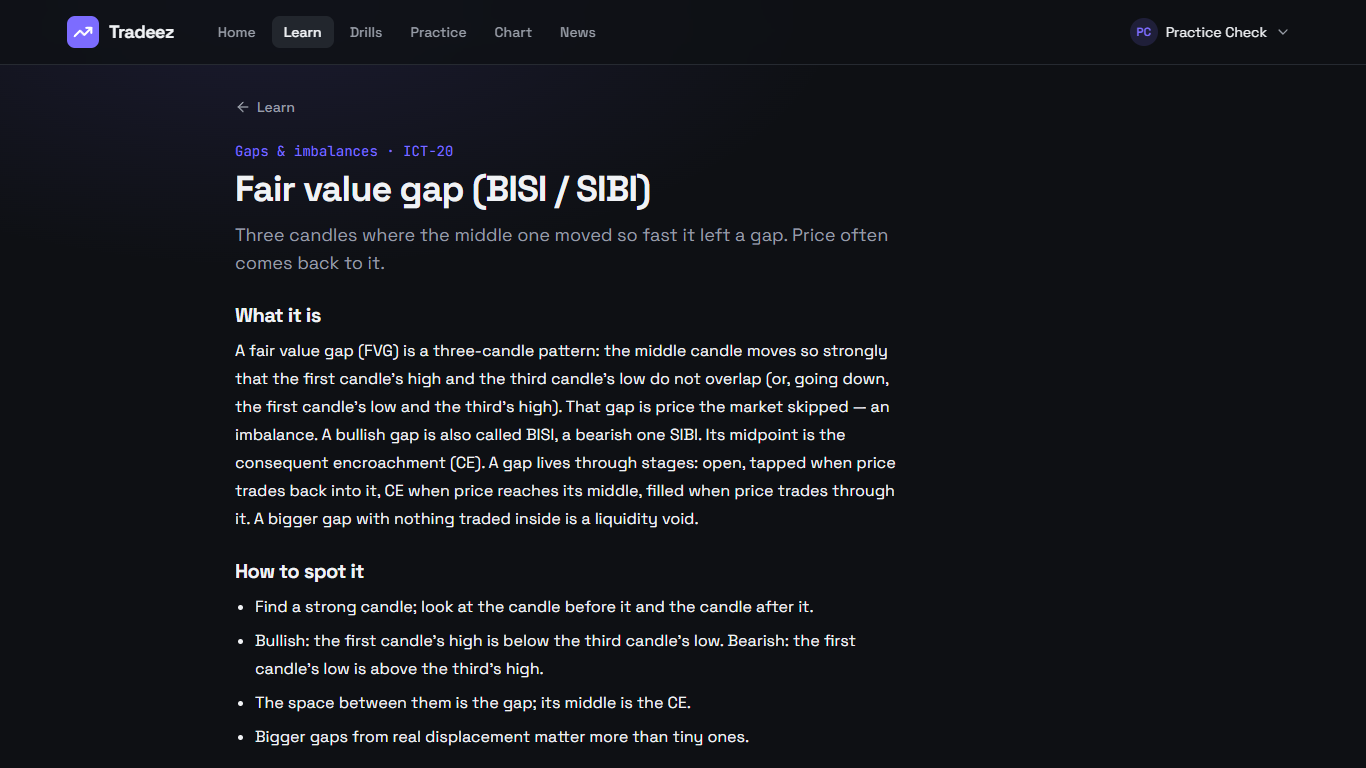 Tradeez
Home
Learn
Drills
Practice
Chart
News
PC
Practice Check
← Learn
Gaps & imbalances · ICT-20
Fair value gap (BISI / SIBI)
Three candles where the middle one moved so fast it left a gap. Price often
comes back to it.
What it is
A fair value gap (FVG) is a three-candle pattern: the middle candle moves so strongly
that the first candle’s high and the third candle’s low do not overlap (or, going down,
the first candle’s low and the third’s high). That gap is price the market skipped — an
imbalance. A bullish gap is also called BISI, a bearish one SIBI. Its midpoint is the
consequent encroachment (CE). A gap lives through stages: open, tapped when price
trades back into it, CE when price reaches its middle, filled when price trades through
it. A bigger gap with nothing traded inside is a liquidity void.
How to spot it
• Find a strong candle; look at the candle before it and the candle after it.
• Bullish: the first candle’s high is below the third candle’s low. Bearish: the first
candle’s low is above the third’s high.
• The space between them is the gap; its middle is the CE.
• Bigger gaps from real displacement matter more than tiny ones.